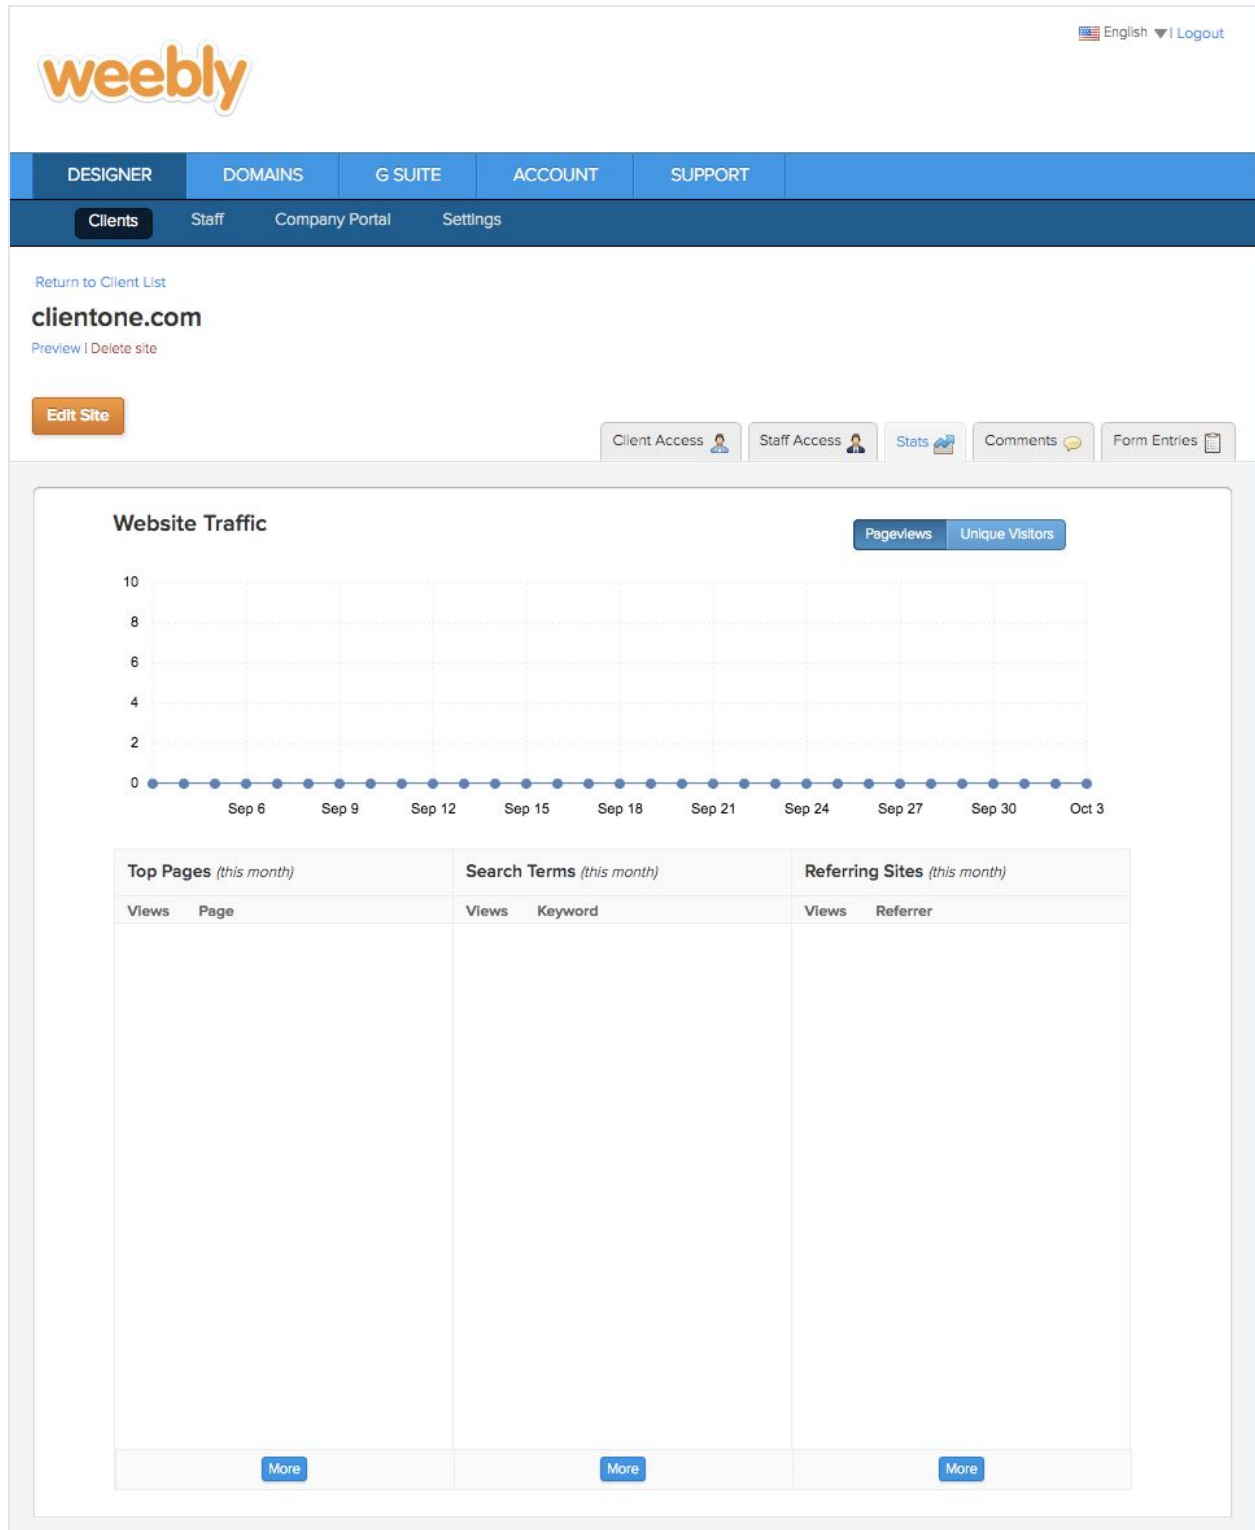 English | Logout
weebly
DESIGNER DOMAINS G SUITE ACCOUNT SUPPORT
Clients Staff Company Portal Settings
Return to Client List
clientone.com
Preview | Delete site
Edit Site
Client Access Staff Access Stats Comments Form Entries
Website Traffic
Pageviews Unique Visitors
10
8
6
4
2
0
Sep 6 Sep 9 Sep 12 Sep 15 Sep 18 Sep 21 Sep 24 Sep 27 Sep 30 Oct 3
Top Pages (this month) Search Terms (this month) Referring Sites (this month)
Views Page Views Keyword Views Referrer
More More More